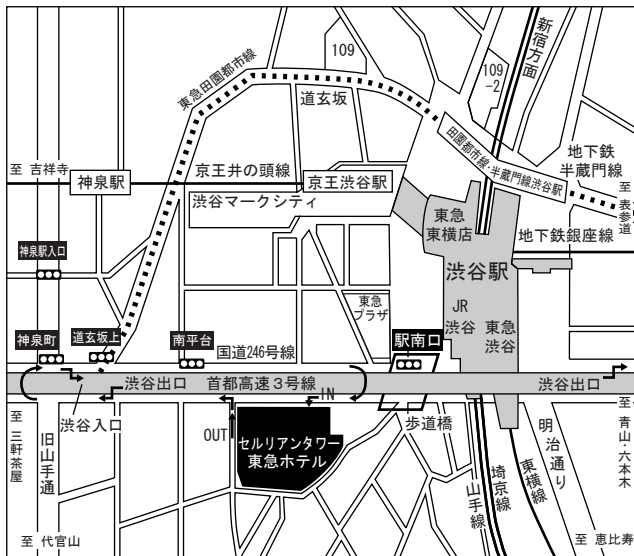 新宿方面
109
109
-2
東急田園都市線
道玄坂
至 吉祥寺
神泉駅
京王井の頭線
京王渋谷駅
田園都市線・半蔵門線渋谷駅
地下鉄
半蔵門線
至 表参道
渋谷マークシティ
東急
東横店
地下鉄銀座線
神泉駅入口
渋谷駅
東急
プラザ
JR
渋谷
東急
渋谷
神泉町
道玄坂上
南平台
国道246号線
駅南口
渋谷出口
首都高速3号線
渋谷出口
IN
渋谷入口
OUT
セルリアンタワー
東急ホテル
歩道橋
至 三軒茶屋
旧山手通
山手線
埼京線
東横線
明治通り
至 青山・六本木
至 代官山
至 恵比寿